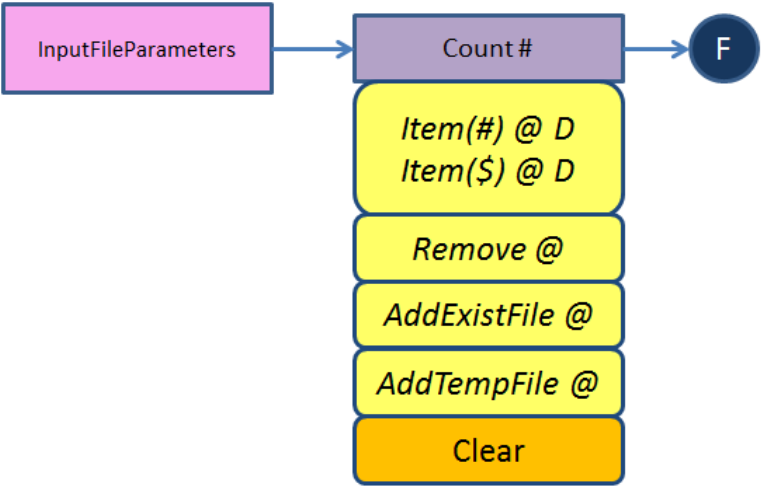 InputFileParameters
Count #
F
Item(#) @ D
Item($) @ D
Remove @
AddExistFile @
AddTempFile @
Clear